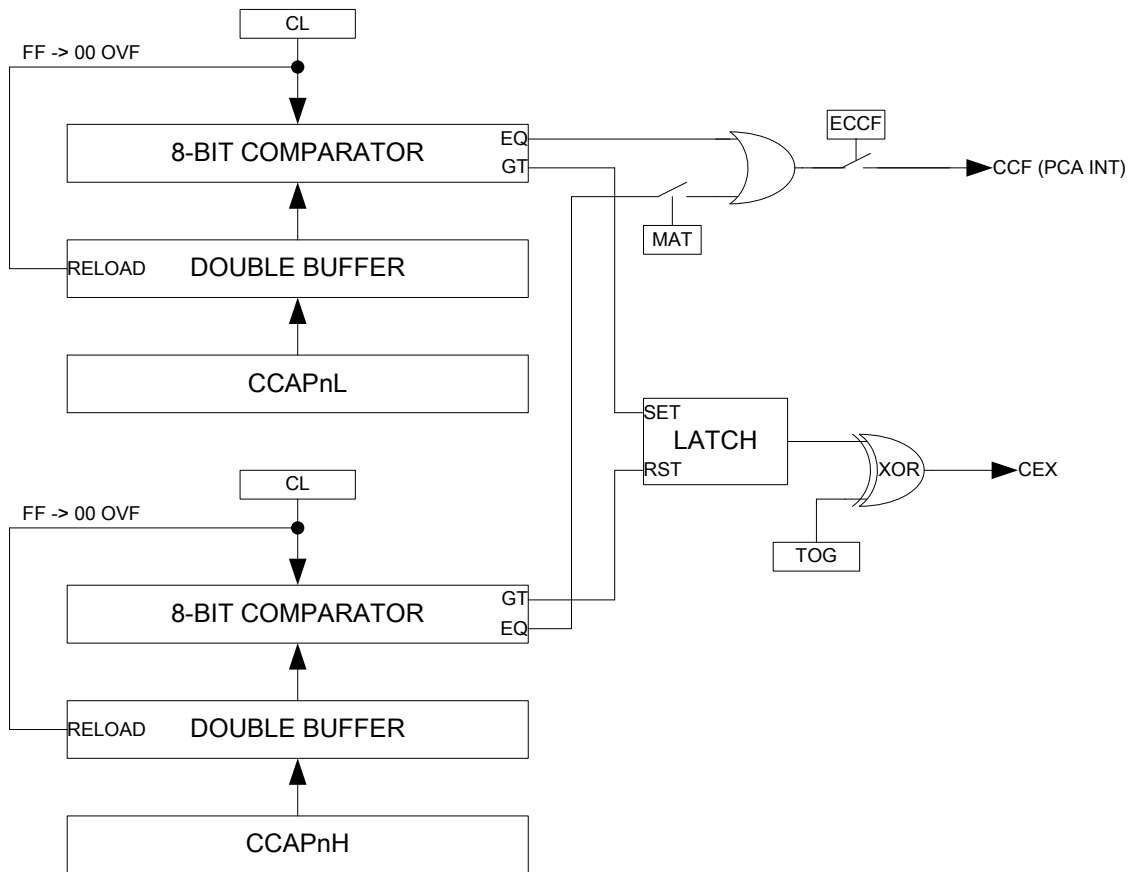 CL
FF -> 00 OVF
8-BIT COMPARATOR
EQ
GT
ECCF
CCF (PCA INT)
MAT
RELOAD
DOUBLE BUFFER
CCAPnL
SET
LATCH
RST
XOR
CEX
TOG
CL
FF -> 00 OVF
8-BIT COMPARATOR
GT
EQ
RELOAD
DOUBLE BUFFER
CCAPnH